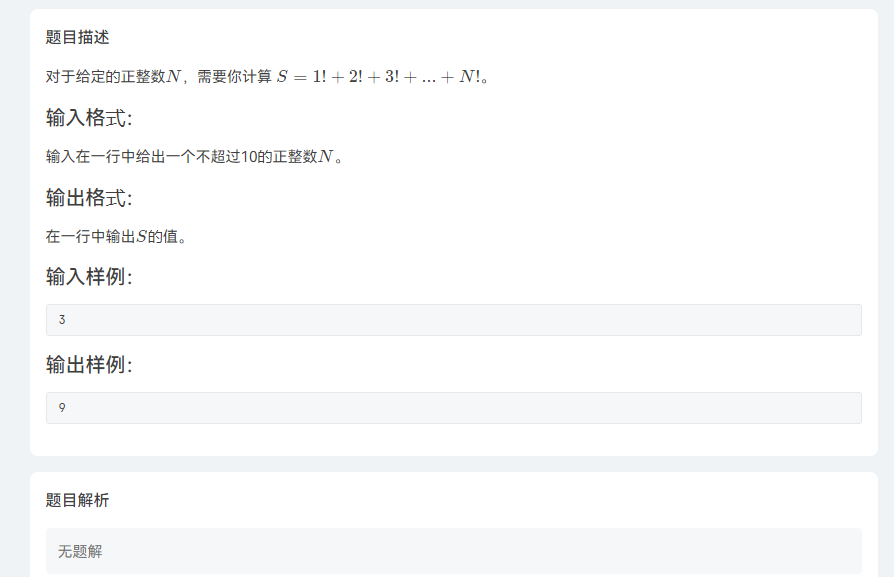 题目描述
对于给定的正整数N，需要你计算 S = 1! + 2! + 3! + ... + N!。
输入格式：
输入在一行中给出一个不超过10的正整数N。
输出格式：
在一行中输出S的值。
输入样例：
3
输出样例：
9
题目解析
无题解